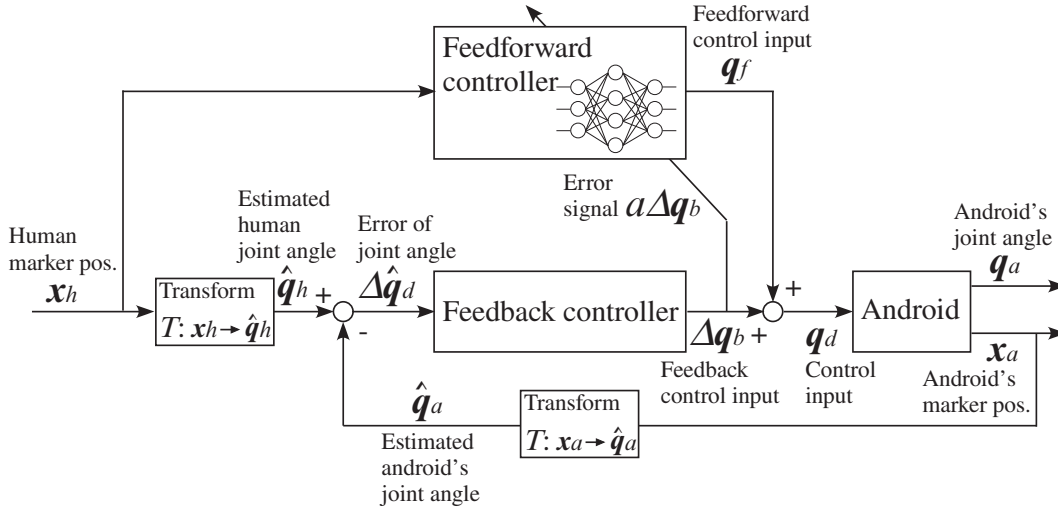 Feedforward
control input
q_f
Feedforward
controller
Error
signal aΔq_b
Estimated
human
joint angle
q̂_h
Error of
joint angle
Δq̂_d
Human
marker pos.
x_h
Transform
T: x_h → q̂_h
+
-
Feedback controller
Δq_b +
Feedback
control input
+
q_d
Control
input
Android
Android's
joint angle
q_a
x_a
Android's
marker pos.
q̂_a
Estimated
android's
joint angle
Transform
T: x_a → q̂_a